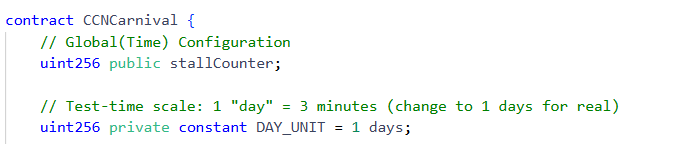 contract CCNCarnival {
// Global(Time) Configuration
uint256 public stallCounter;
// Test-time scale: 1 "day" = 3 minutes (change to 1 days for real)
uint256 private constant DAY_UNIT = 1 days;